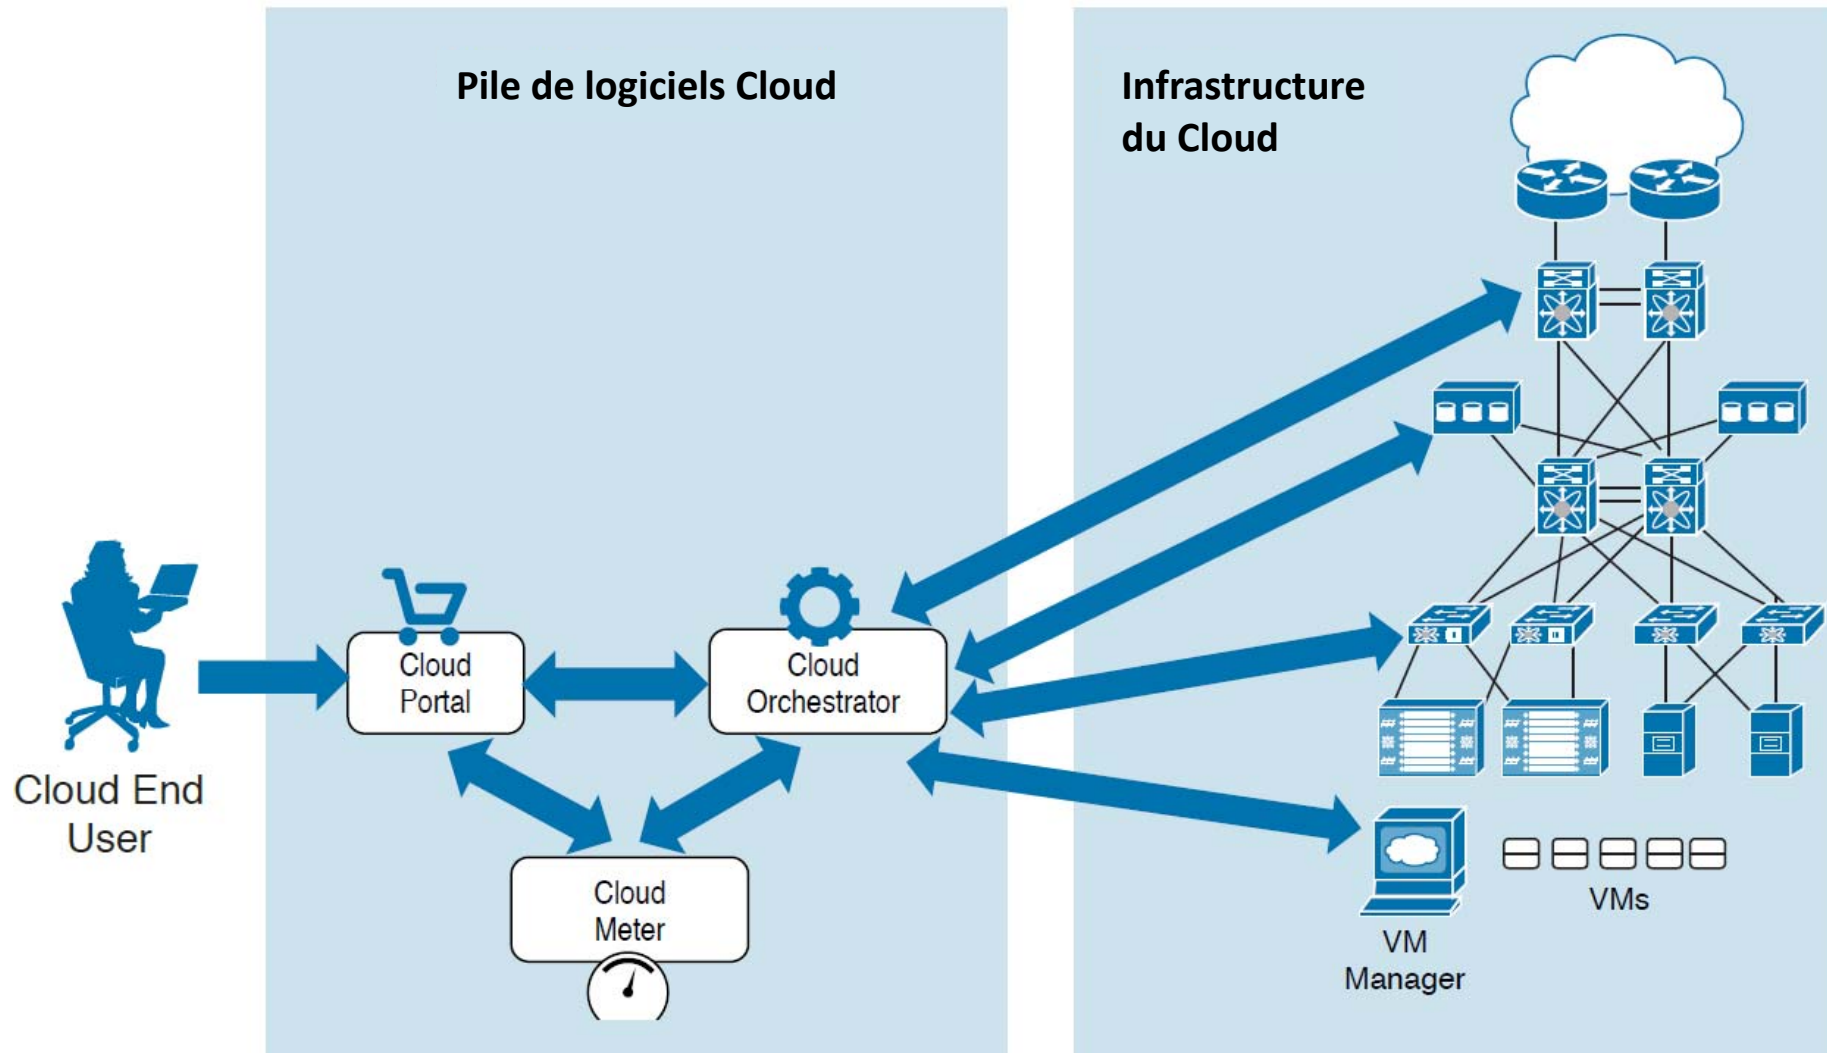 Pile de logiciels Cloud
Infrastructure
du Cloud
Cloud End
User
Cloud
Portal
Cloud
Orchestrator
Cloud
Meter
VM
Manager
VMs